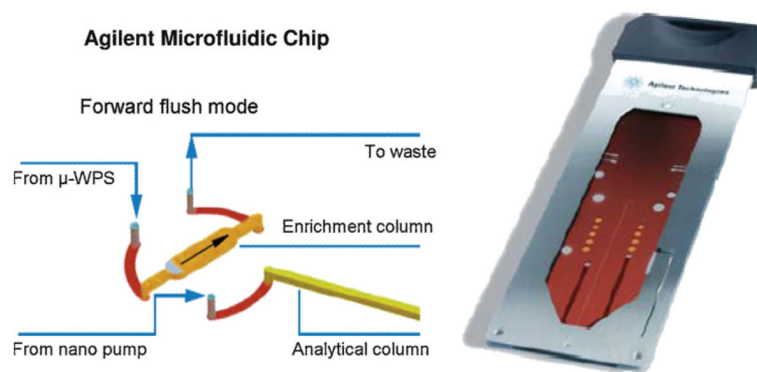 Agilent Microfluidic Chip
Forward flush mode
To waste
From μ-WPS
Enrichment column
From nano pump
Analytical column
Agilent Technologies